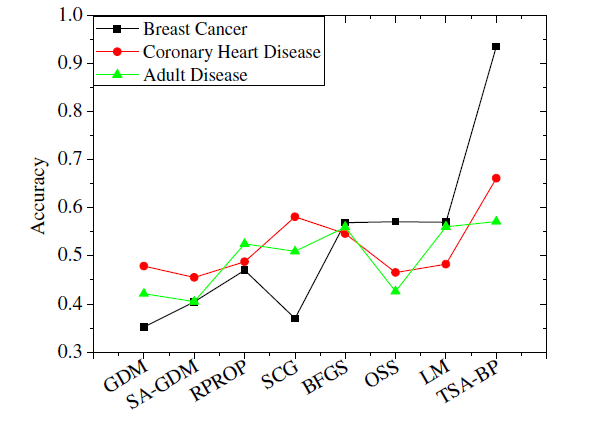 1.0
0.9
0.8
0.7
0.6
0.5
0.4
0.3
Accuracy
Breast Cancer
Coronary Heart Disease
Adult Disease
GDM
SA-GDM
RPROP
SCG
BFGS
OSS
LM
TSA-BP